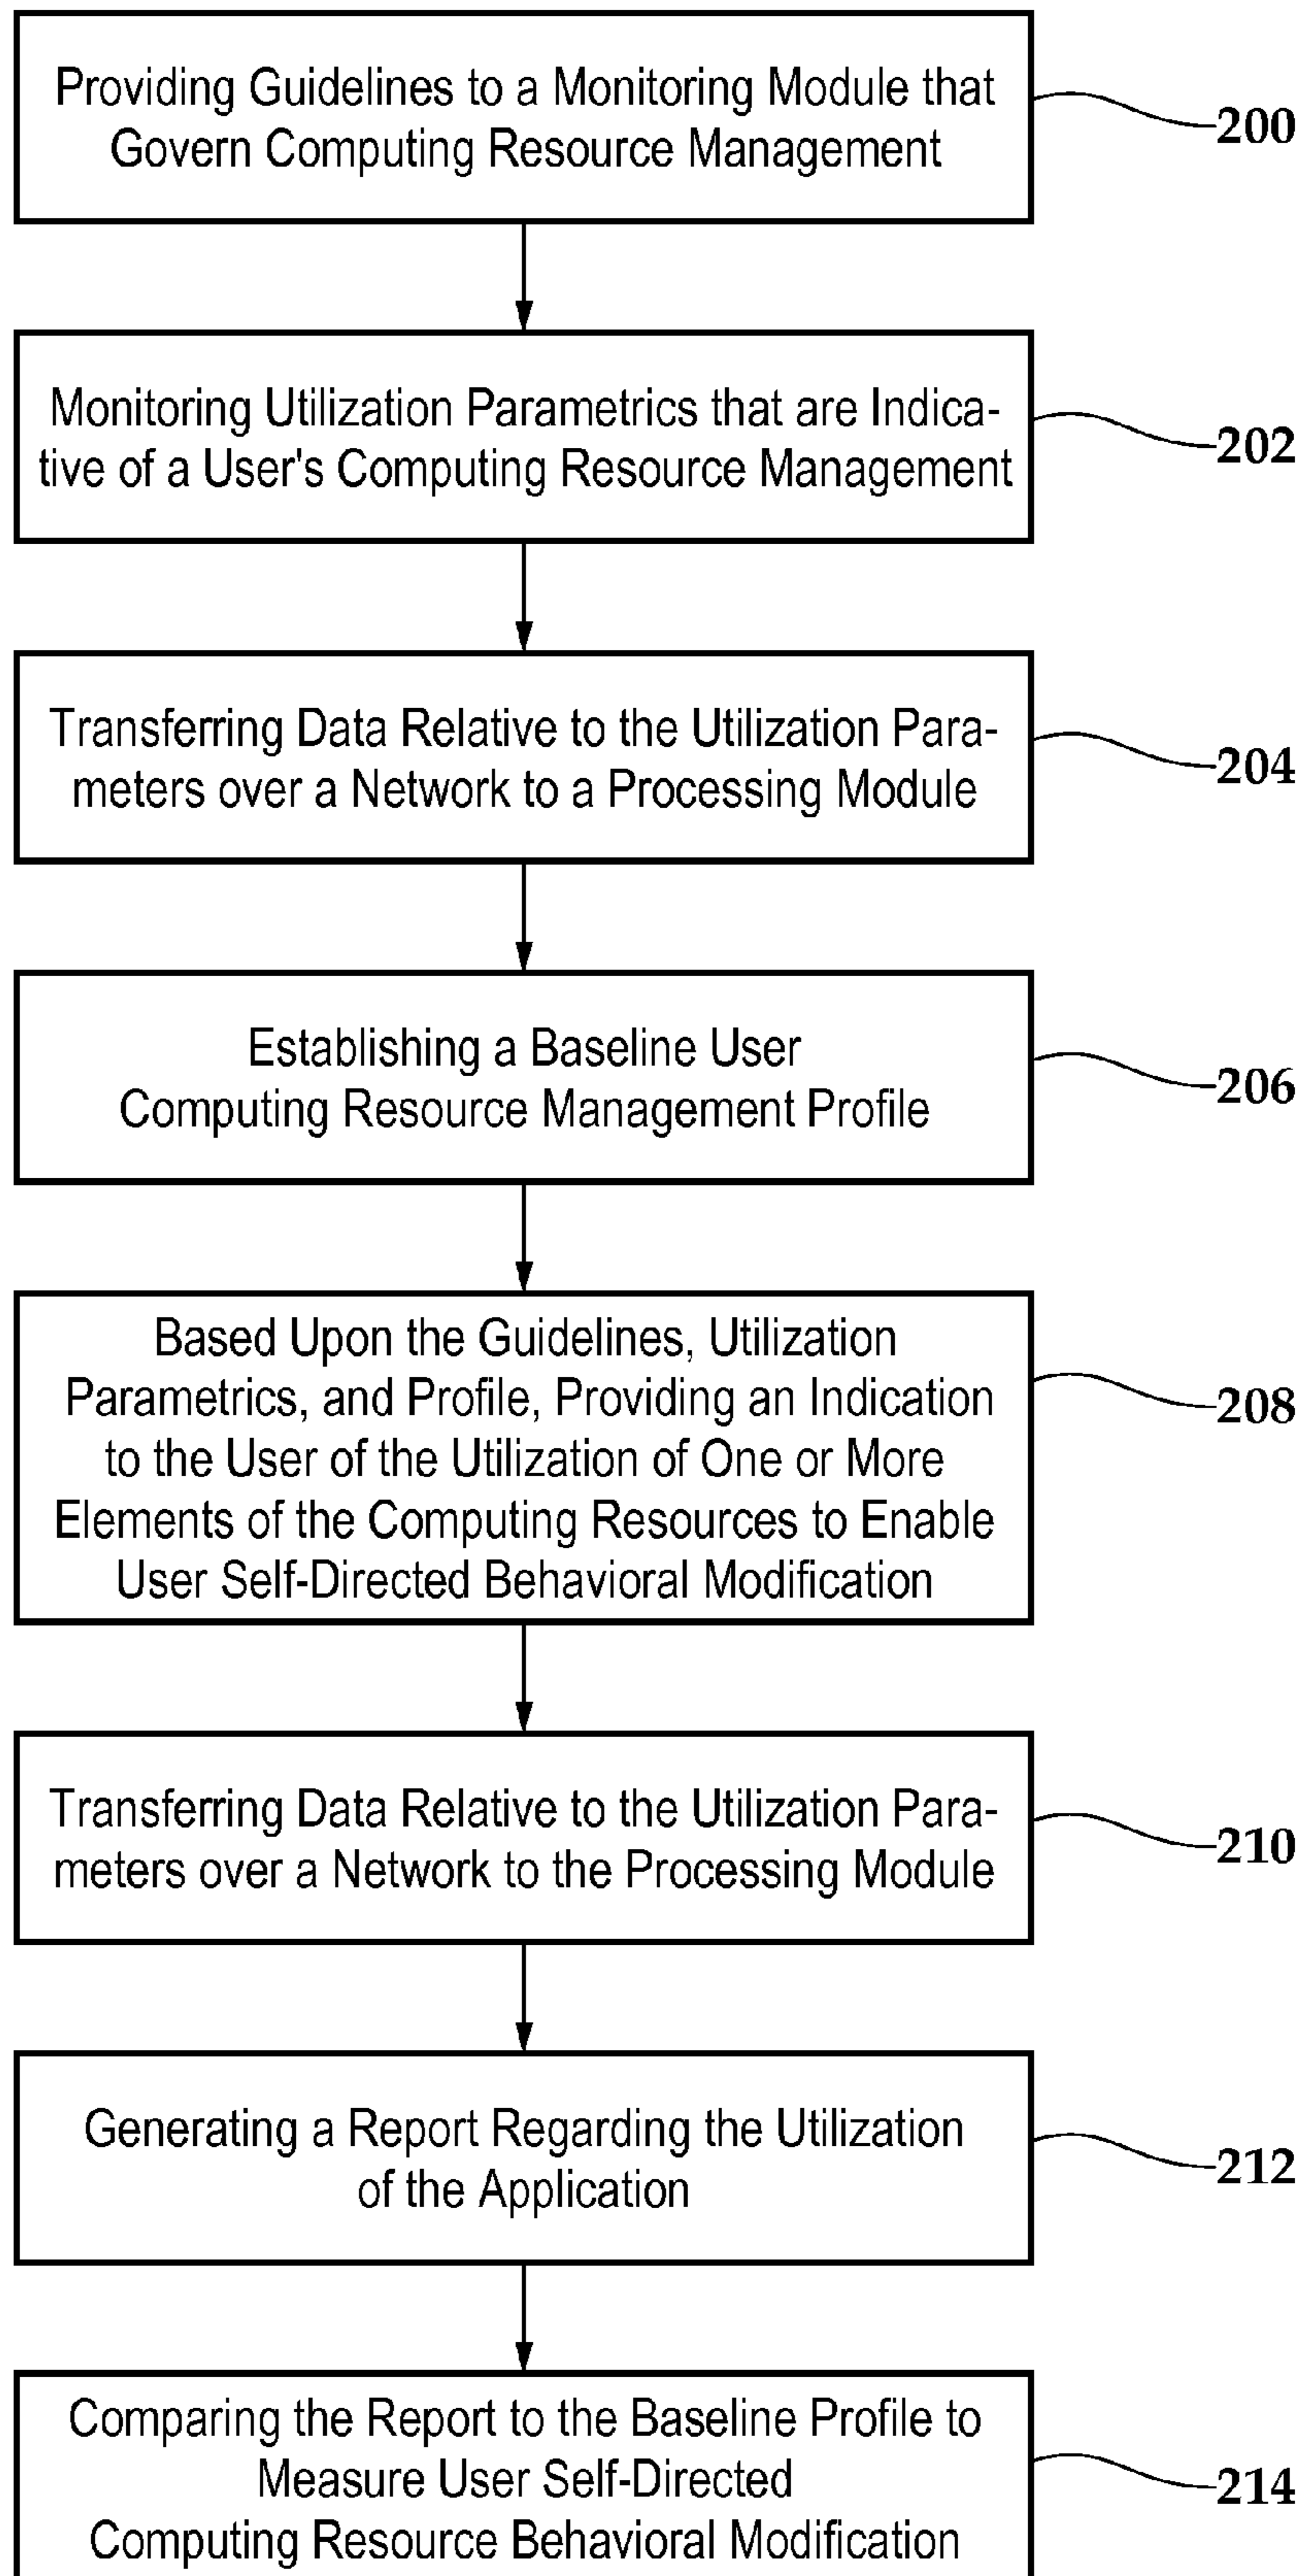 Providing Guidelines to a Monitoring Module that
Govern Computing Resource Management
200
Monitoring Utilization Parametrics that are Indica-
tive of a User's Computing Resource Management
202
Transferring Data Relative to the Utilization Para-
meters over a Network to a Processing Module
204
Establishing a Baseline User
Computing Resource Management Profile
206
Based Upon the Guidelines, Utilization
Parametrics, and Profile, Providing an Indication
to the User of the Utilization of One or More
Elements of the Computing Resources to Enable
User Self-Directed Behavioral Modification
208
Transferring Data Relative to the Utilization Para-
meters over a Network to the Processing Module
210
Generating a Report Regarding the Utilization
of the Application
212
Comparing the Report to the Baseline Profile to
Measure User Self-Directed
Computing Resource Behavioral Modification
214